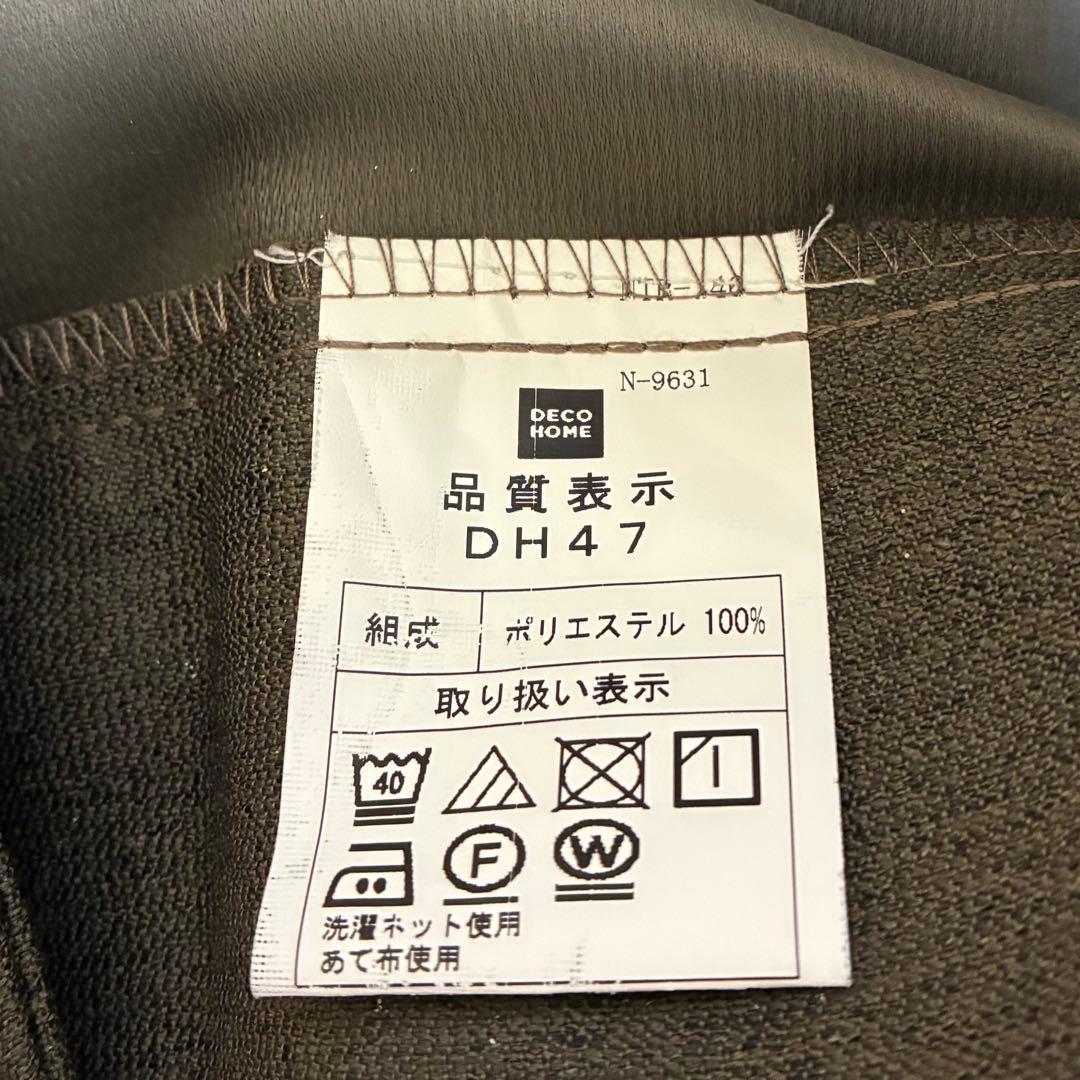 N-9631
DECO
HOME
品質表示
DH47
組成 ポリエステル 100%
取り扱い表示
40
F W
洗濯ネット使用
あて布使用